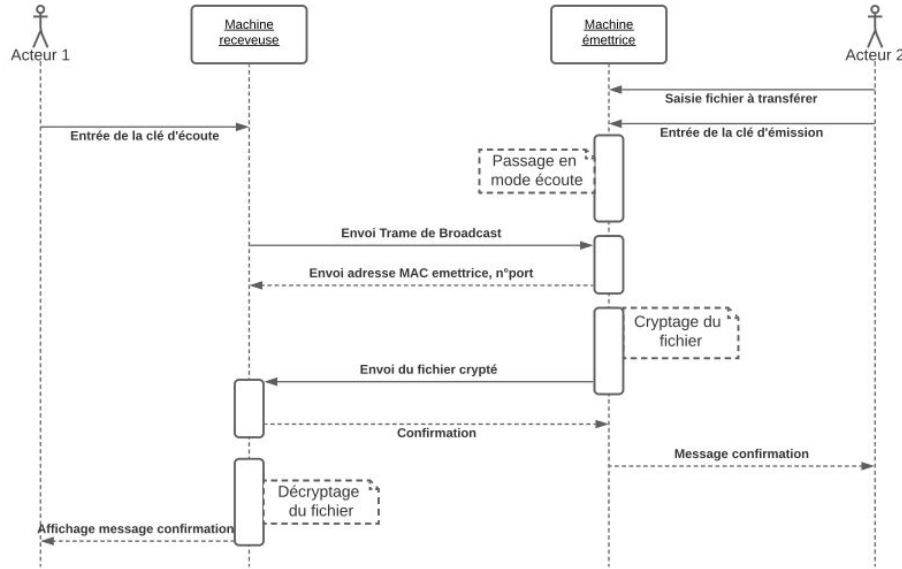 Machine
receveuse
Machine
émettrice
Acteur 1
Acteur 2
Saisie fichier à transférer
Entrée de la clé d'écoute
Entrée de la clé d'émission
Passage en
mode écoute
Envoi Trame de Broadcast
Envoi adresse MAC emettrice, n°port
Cryptage du
fichier
Envoi du fichier crypté
Confirmation
Message confirmation
Décryptage
du fichier
Affichage message confirmation